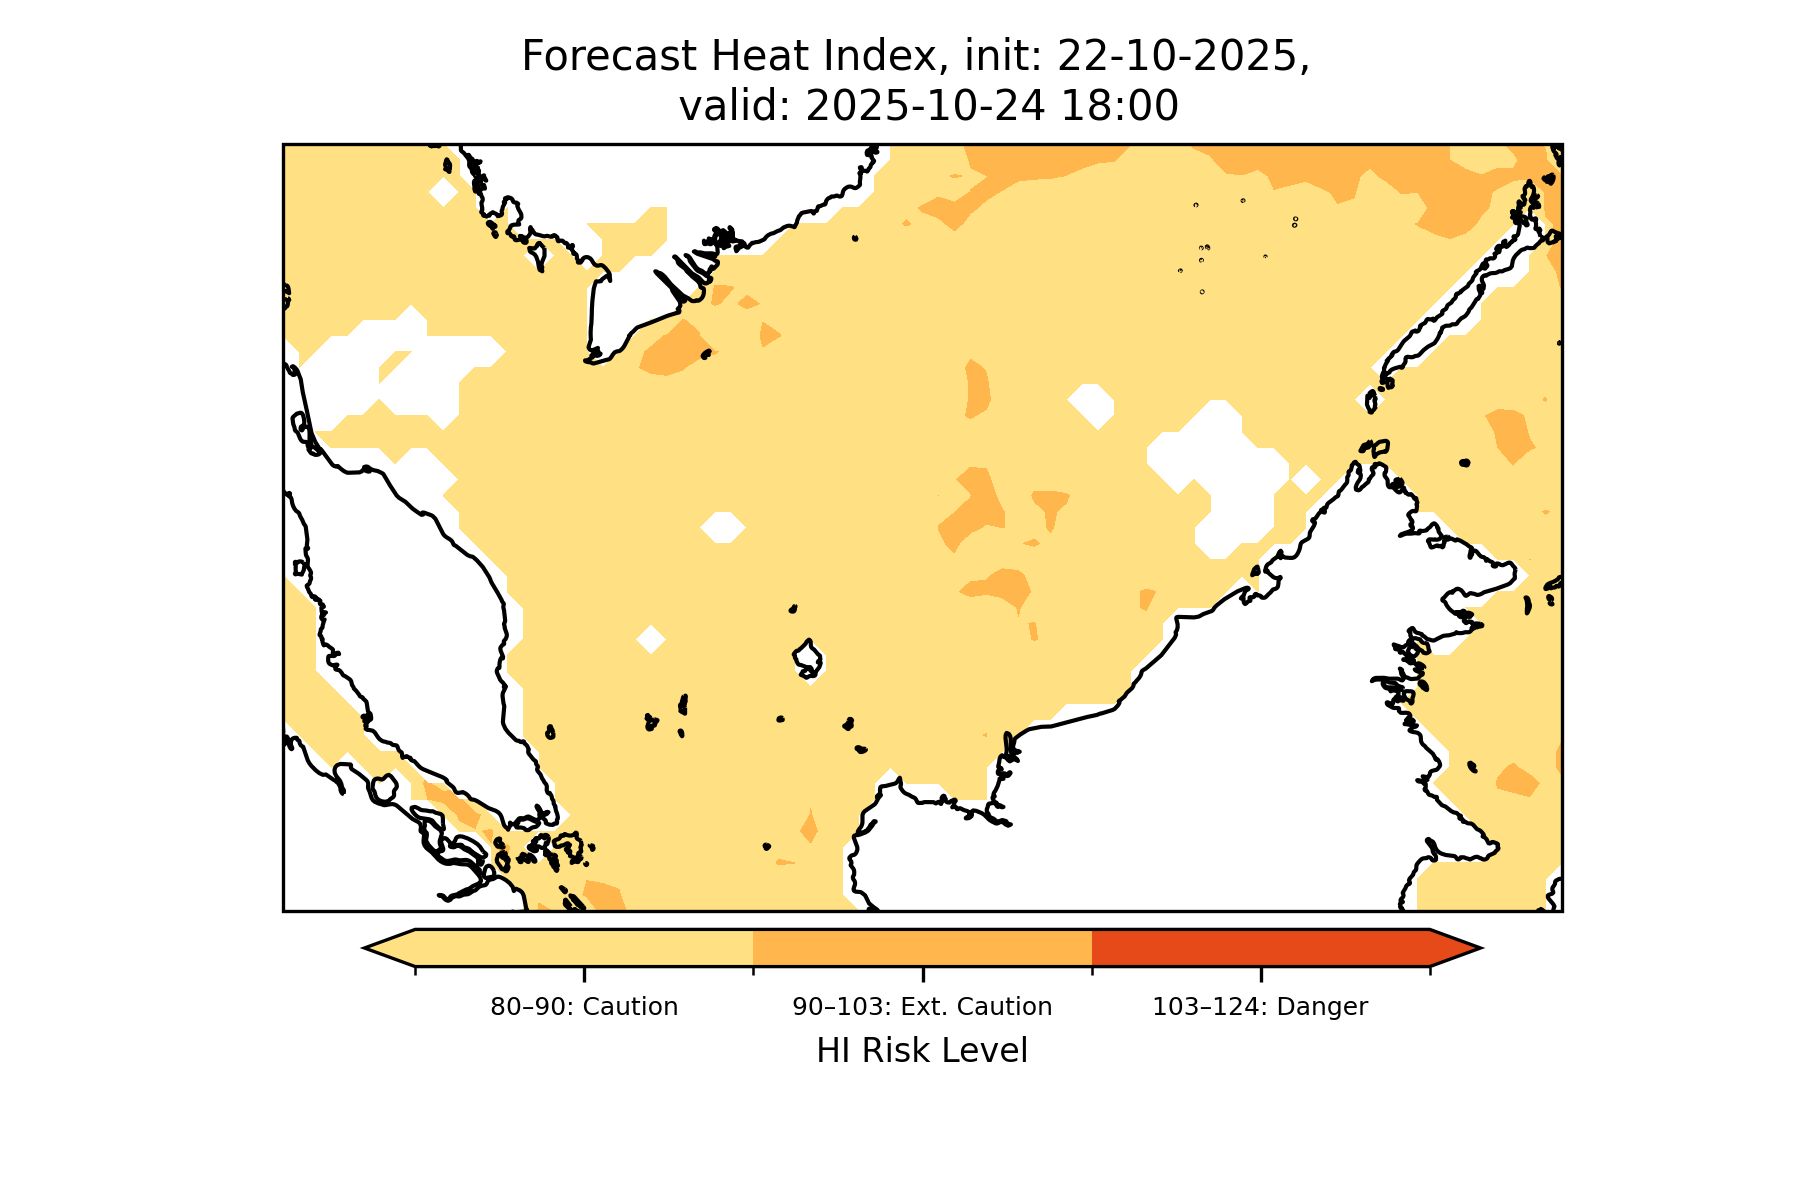 Forecast Heat Index, init: 22-10-2025,
valid: 2025-10-24 18:00
80–90: Caution
90–103: Ext. Caution
103–124: Danger
HI Risk Level